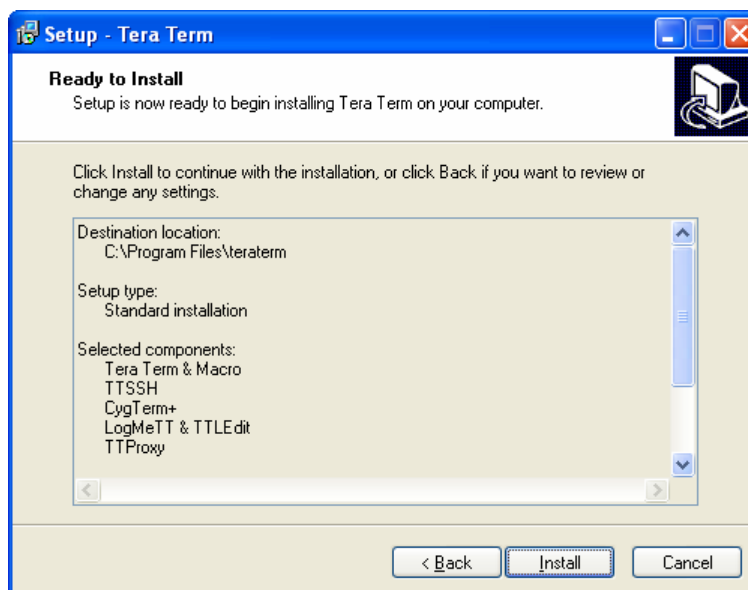 Setup - Tera Term
Ready to Install
Setup is now ready to begin installing Tera Term on your computer.
Click Install to continue with the installation, or click Back if you want to review or
change any settings.
Destination location:
C:\Program Files\teraterm
Setup type:
Standard installation
Selected components:
Tera Term & Macro
TTSSH
CygTerm+
LogMeTT & TTLEdit
TTProxy
< Back
Install
Cancel